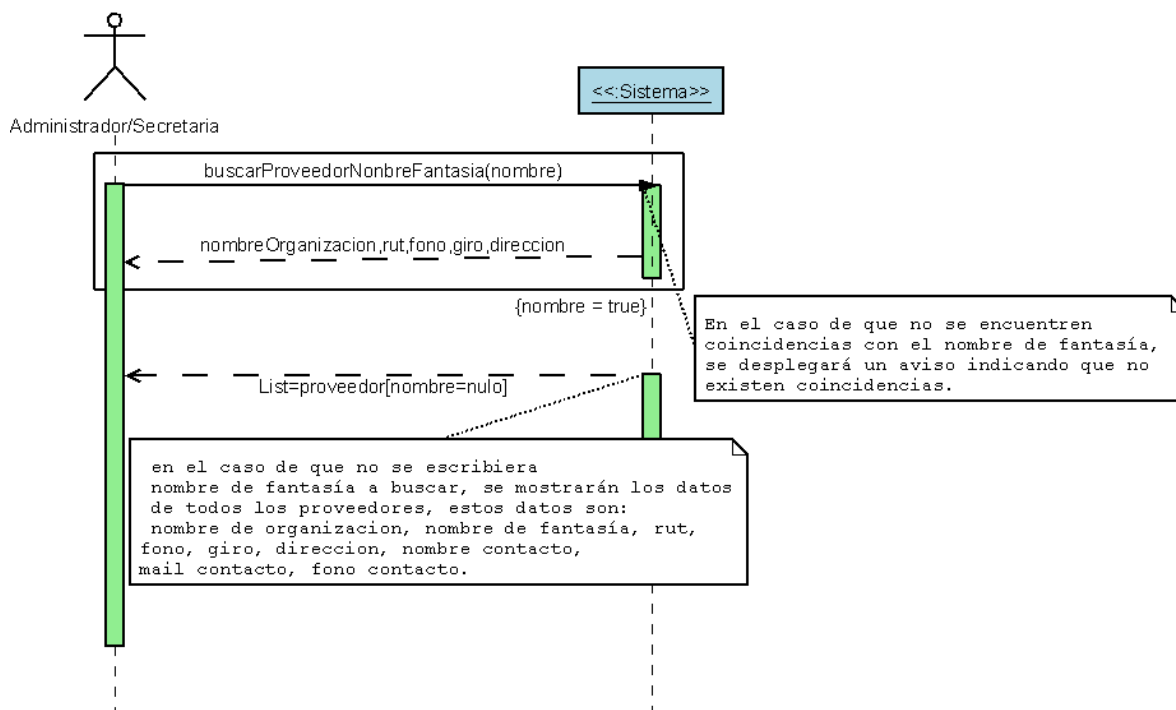 <<:Sistema>>
Administrador/Secretaria
buscarProveedorNonbreFantasia(nombre)
nombreOrganizacion,rut,fono,giro,direccion
{nombre = true}
En el caso de que no se encuentren
coincidencias con el nombre de fantasía,
se desplegará un aviso indicando que no
existen coincidencias.
List=proveedor[nombre=nulo]
en el caso de que no se escribiera
nombre de fantasía a buscar, se mostrarán los datos
de todos los proveedores, estos datos son:
nombre de organizacion, nombre de fantasía, rut,
fono, giro, direccion, nombre contacto,
mail contacto, fono contacto.